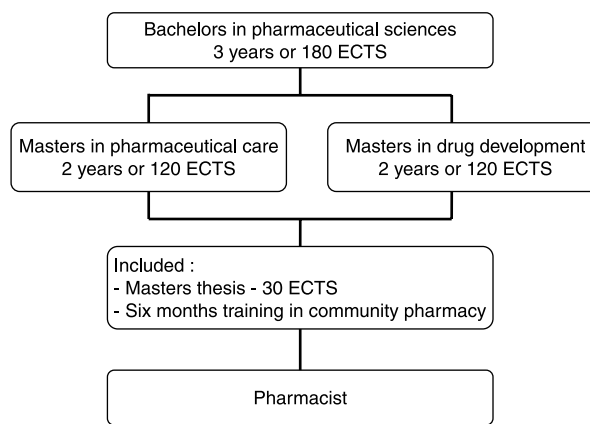 Bachelors in pharmaceutical sciences
3 years or 180 ECTS
Masters in pharmaceutical care
2 years or 120 ECTS
Masters in drug development
2 years or 120 ECTS
Included :
- Masters thesis - 30 ECTS
- Six months training in community pharmacy
Pharmacist